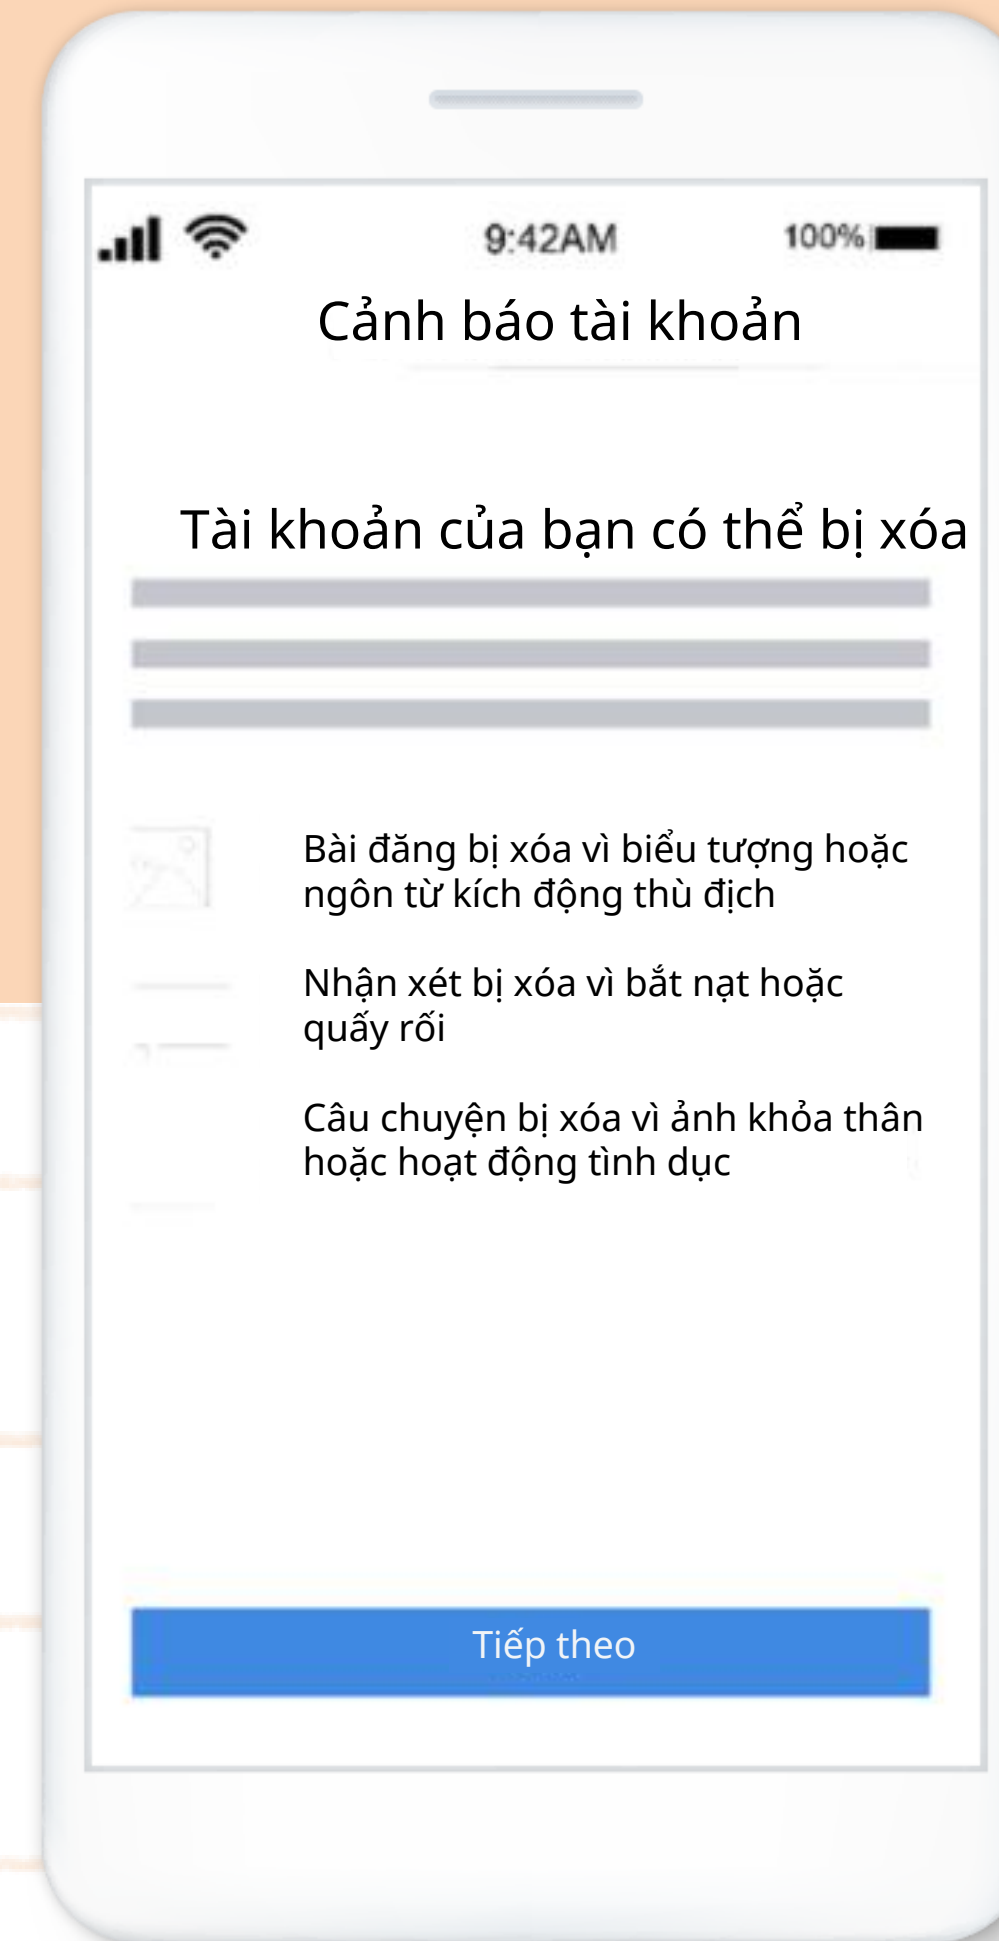 9:42AM
100%
Cảnh báo tài khoản
Tài khoản của bạn có thể bị xóa
Bài đăng bị xóa vì biểu tượng hoặc
ngôn từ kích động thù địch
Nhận xét bị xóa vì bắt nạt hoặc
quấy rối
Câu chuyện bị xóa vì ảnh khỏa thân
hoặc hoạt động tình dục
Tiếp theo